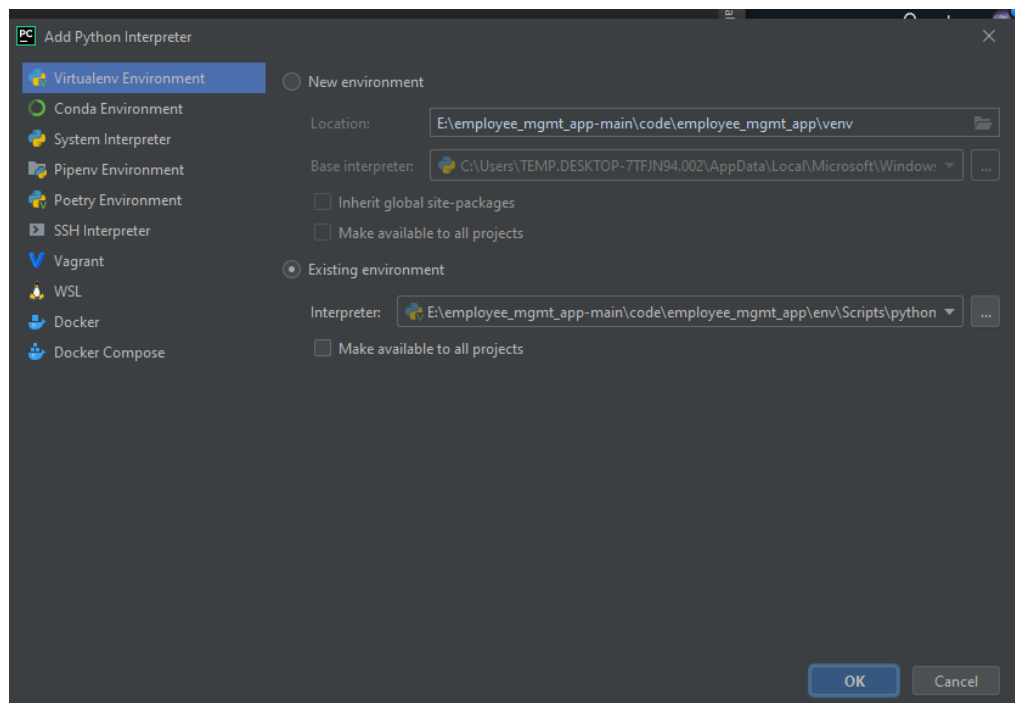 PC Add Python Interpreter
Virtualenv Environment
Conda Environment
System Interpreter
Pipenv Environment
Poetry Environment
SSH Interpreter
Vagrant
WSL
Docker
Docker Compose
New environment
Location: E:\employee_mgmt_app-main\code\employee_mgmt_app\venv
Base interpreter: C:\Users\TEMP.DESKTOP-7TFJN94.002\AppData\Local\Microsoft\Window: ...
Inherit global site-packages
Make available to all projects
Existing environment
Interpreter: E:\employee_mgmt_app-main\code\employee_mgmt_app\env\Scripts\python ...
Make available to all projects
OK Cancel